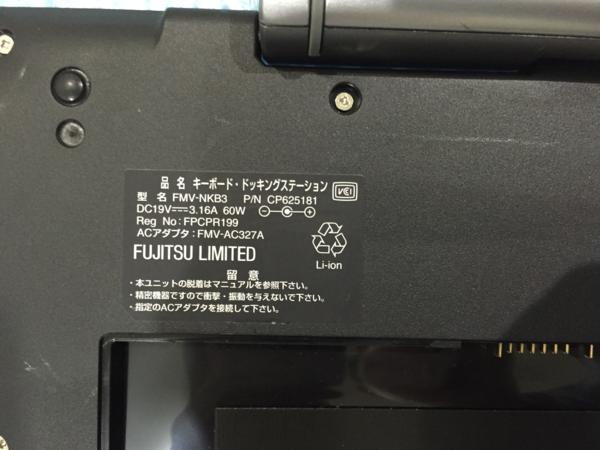 品 名 キーボード・ドッキングステーション
型 名 FMV-NKB3 P/N CP625181
DC19V⎓3.16A 60W
Reg No: FPCPR199
ACアダプタ: FMV-AC327A
FUJITSU LIMITED
VCCI
Li-ion
留 意
・本ユニットの脱着はマニュアルを参照下さい。
・精密機器ですので衝撃・振動を与えないで下さい。
・指定のACアダプタを接続して下さい。